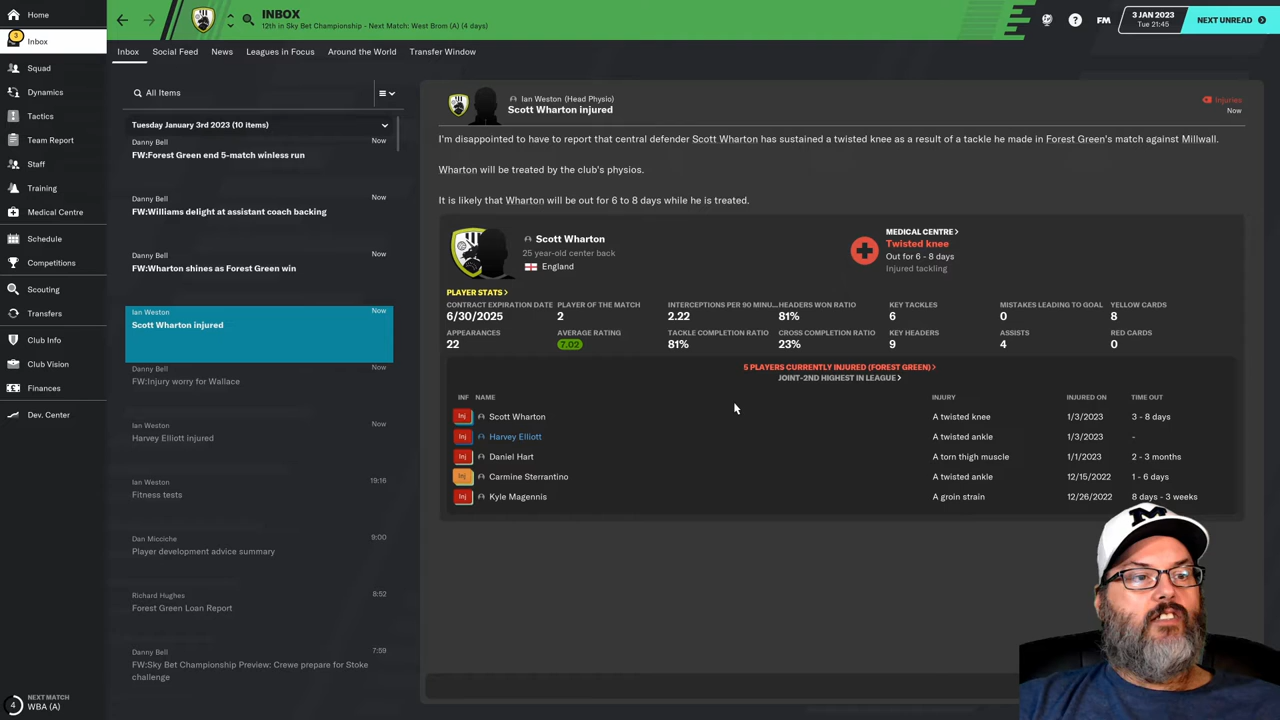 Home
INBOX
12th in Sky Bet Championship - Next Match: West Brom (A) (4 days)
FM
3 JAN 2023
Tue 21:45
NEXT UNREAD
3
Inbox
Squad
Dynamics
Tactics
Team Report
Staff
Training
Medical Centre
Schedule
Competitions
Scouting
Transfers
Club Info
Club Vision
Finances
Dev. Center
4
NEXT MATCH
WBA (A)
Inbox
Social Feed
News
Leagues in Focus
Around the World
Transfer Window
All Items
Tuesday January 3rd 2023 (10 items)
Danny Bell
Now
FW:Forest Green end 5-match winless run
Danny Bell
Now
FW:Williams delight at assistant coach backing
Danny Bell
Now
FW:Wharton shines as Forest Green win
Ian Weston
Now
Scott Wharton injured
Danny Bell
Now
FW:Injury worry for Wallace
Ian Weston
Now
Harvey Elliott injured
Ian Weston
19:16
Fitness tests
Dan Micciche
9:00
Player development advice summary
Richard Hughes
8:52
Forest Green Loan Report
Danny Bell
7:59
FW:Sky Bet Championship Preview: Crewe prepare for Stoke
challenge
Ian Weston (Head Physio)
Scott Wharton injured
Injuries
Now
I'm disappointed to have to report that central defender Scott Wharton has sustained a twisted knee as a result of a tackle he made in Forest Green's match against Millwall.
Wharton will be treated by the club's physios.
It is likely that Wharton will be out for 6 to 8 days while he is treated.
Scott Wharton
25 year-old center back
England
MEDICAL CENTRE
Twisted knee
Out for 6 - 8 days
Injured tackling
PLAYER STATS
CONTRACT EXPIRATION DATE PLAYER OF THE MATCH INTERCEPTIONS PER 90 MINU... HEADERS WON RATIO KEY TACKLES MISTAKES LEADING TO GOAL YELLOW CARDS
6/30/2025 2 2.22 81% 6 0 8
APPEARANCES AVERAGE RATING TACKLE COMPLETION RATIO CROSS COMPLETION RATIO KEY HEADERS ASSISTS RED CARDS
22 7.02 81% 23% 9 4 0
5 PLAYERS CURRENTLY INJURED (FOREST GREEN)
JOINT-2ND HIGHEST IN LEAGUE
INF NAME INJURY INJURED ON TIME OUT
Inj Scott Wharton A twisted knee 1/3/2023 3 - 8 days
Inj Harvey Elliott A twisted ankle 1/3/2023 -
Inj Daniel Hart A torn thigh muscle 1/1/2023 2 - 3 months
Inj Carmine Sterrantino A twisted ankle 12/15/2022 1 - 6 days
Inj Kyle Magennis A groin strain 12/26/2022 8 days - 3 weeks